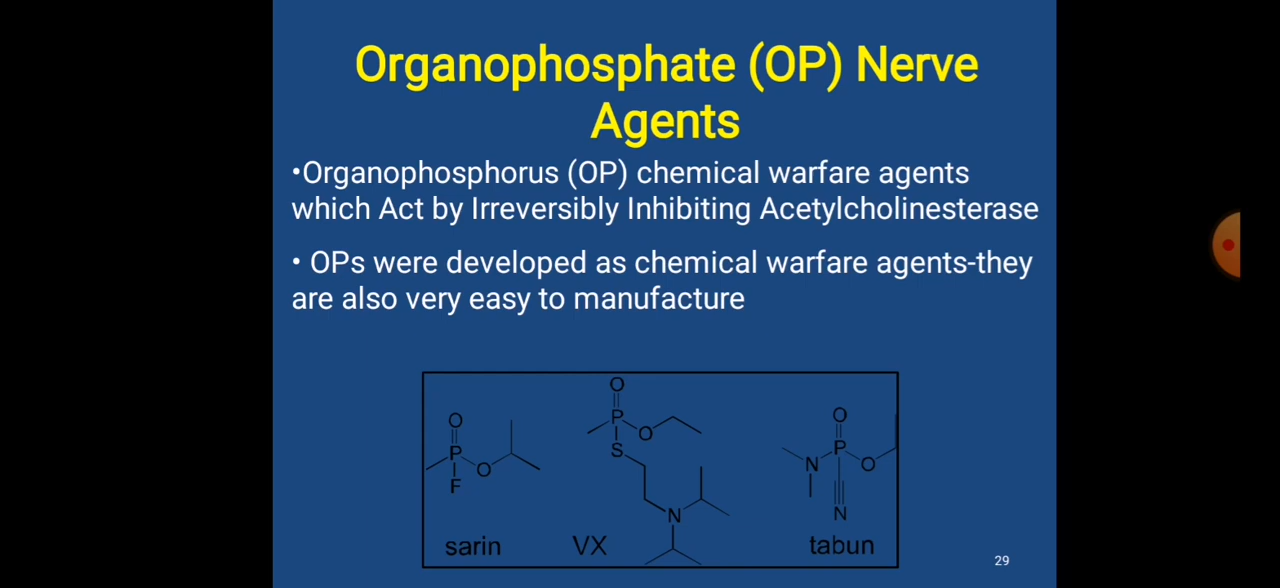 Organophosphate (OP) Nerve
Agents
•Organophosphorus (OP) chemical warfare agents
which Act by Irreversibly Inhibiting Acetylcholinesterase
• OPs were developed as chemical warfare agents-they
are also very easy to manufacture
O
P
O
F
sarin
O
P
O
S
N
VX
O
P
N
O
N
tabun
29